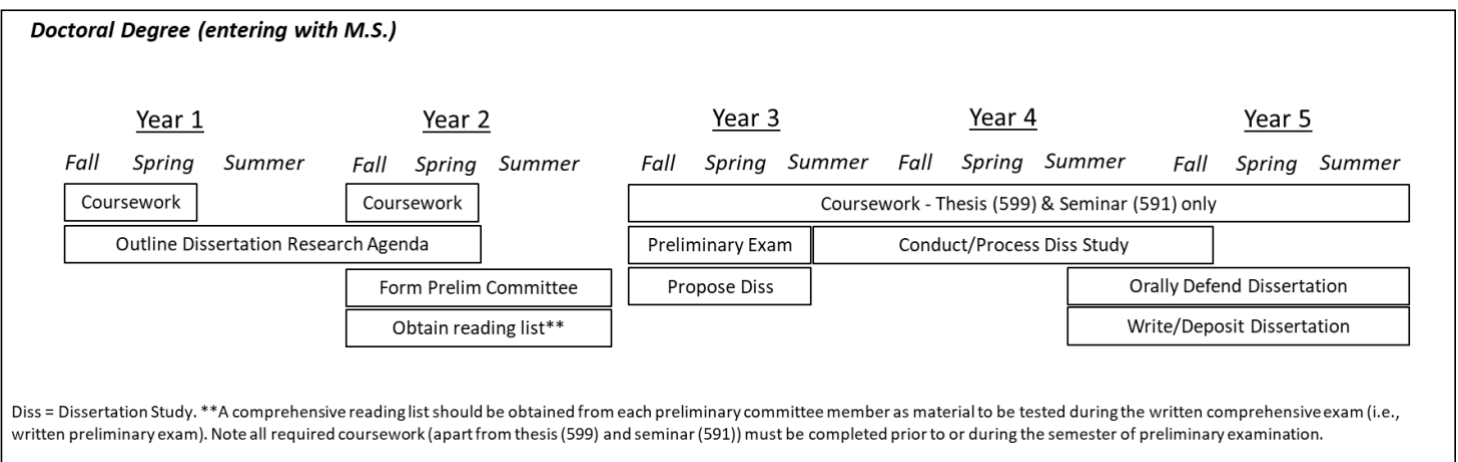 Doctoral Degree (entering with M.S.)
Year 1 Year 2 Year 3 Year 4 Year 5
Fall Spring Summer Fall Spring Summer Fall Spring Summer Fall Spring Summer Fall Spring Summer
Coursework Coursework Coursework - Thesis (599) & Seminar (591) only
Outline Dissertation Research Agenda Preliminary Exam Conduct/Process Diss Study
Form Prelim Committee Propose Diss Orally Defend Dissertation
Obtain reading list** Write/Deposit Dissertation
Diss = Dissertation Study. **A comprehensive reading list should be obtained from each preliminary committee member as material to be tested during the written comprehensive exam (i.e.,
written preliminary exam). Note all required coursework (apart from thesis (599) and seminar (591)) must be completed prior to or during the semester of preliminary examination.